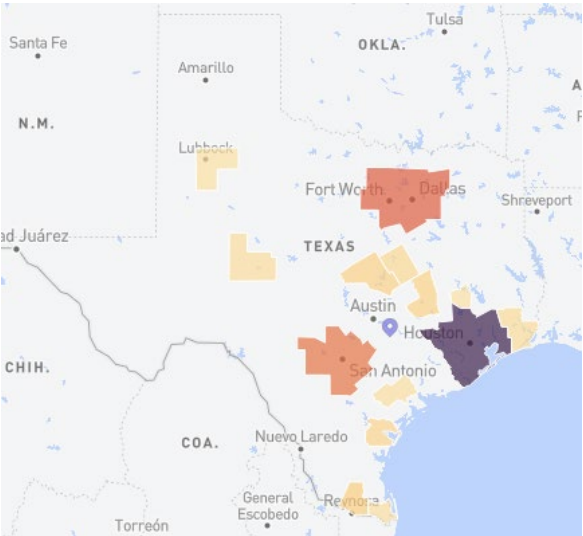 Tulsa
Santa Fe
OKLA.
Amarillo
A
N.M.
F
Lubbock
Fort Worth
Dallas
Shreveport
ad Juárez
TEXAS
Austin
Houston
CHIH.
San Antonio
COA.
Nuevo Laredo
General
Escobedo
Reynosa
Torreón